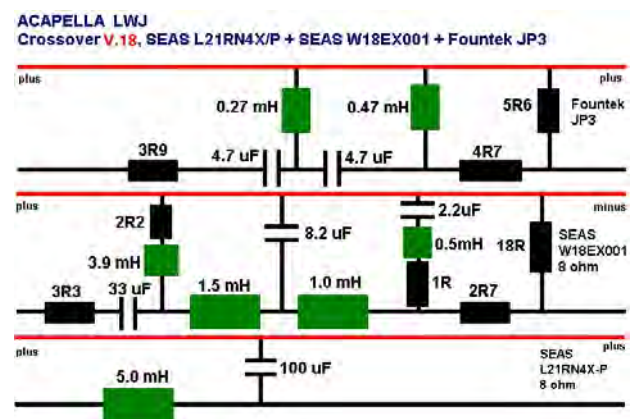 ACAPELLA LWJ
Crossover V.18, SEAS L21RN4X/P + SEAS W18EX001 + Fountek JP3
plus
plus
0.27 mH
0.47 mH
5R6
Fountek
JP3
3R9
4.7 uF
4.7 uF
4R7
plus
minus
2R2
8.2 uF
2.2uF
0.5mH
18R
SEAS
W18EX001
8 ohm
3.9 mH
33 uF
1.5 mH
1.0 mH
1R
3R3
2R7
plus
plus
100 uF
SEAS
L21RN4X-P
8 ohm
5.0 mH